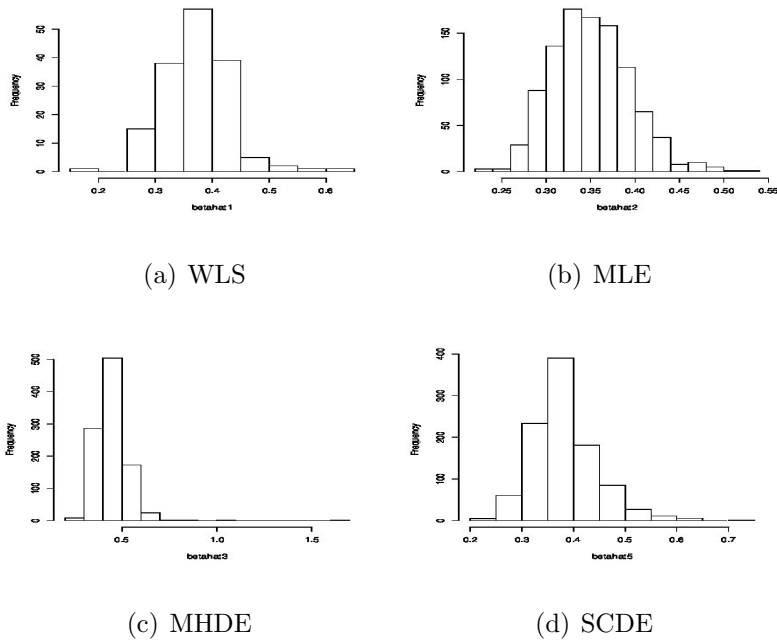 Frequency
0 10 20 30 40 50
0.2 0.3 0.4 0.5 0.6
betahat1
(a) WLS
Frequency
0 50 100 150
0.25 0.30 0.35 0.40 0.45 0.50 0.55
betahat2
(b) MLE
Frequency
0 100 200 300 400 500
0.5 1.0 1.5
betahat3
(c) MHDE
Frequency
0 100 200 300 400
0.2 0.3 0.4 0.5 0.6 0.7
betahat5
(d) SCDE